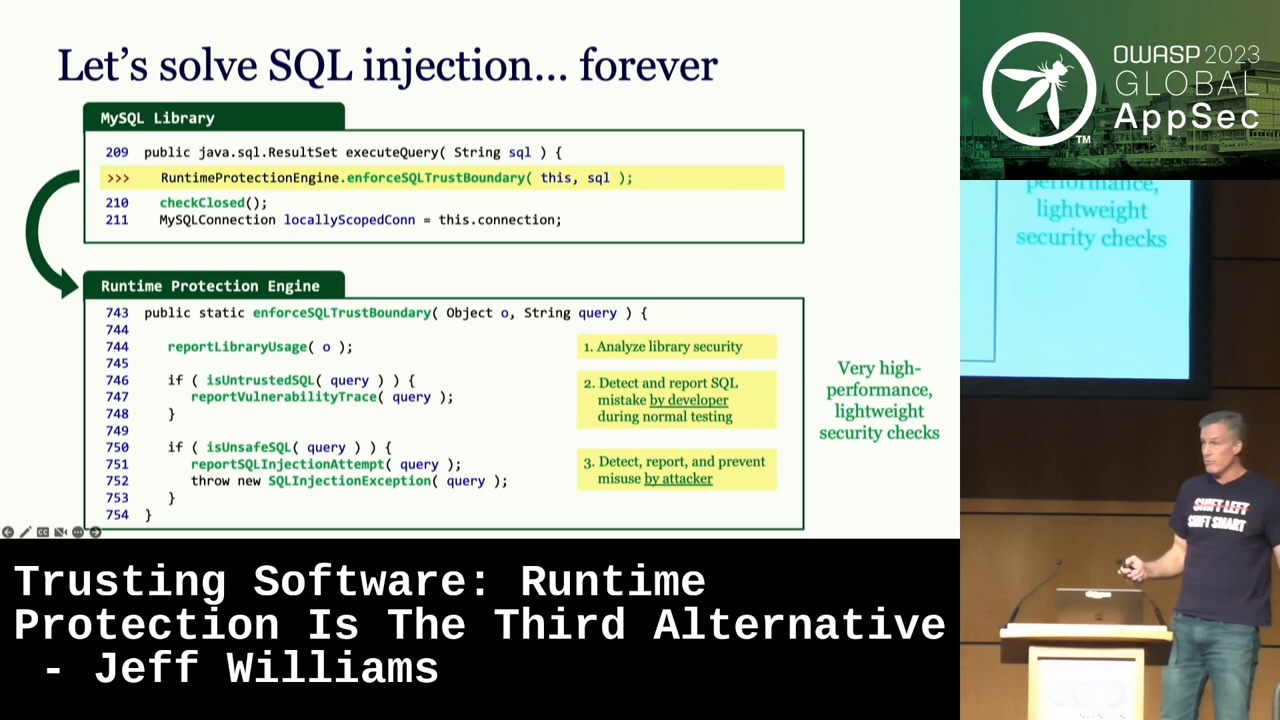 Let's solve SQL injection... forever
MySQL Library
209 public java.sql.ResultSet executeQuery( String sql ) {
>>> RuntimeProtectionEngine.enforceSQLTrustBoundary( this, sql );
210 checkClosed();
211 MySQLConnection locallyScopedConn = this.connection;
Runtime Protection Engine
743 public static enforceSQLTrustBoundary( Object o, String query ) {
744
744 reportLibraryUsage( o );
745
746 if ( isUntrustedSQL( query ) ) {
747 reportVulnerabilityTrace( query );
748 }
749
750 if ( isUnsafeSQL( query ) ) {
751 reportSQLInjectionAttempt( query );
752 throw new SQLInjectionException( query );
753 }
754 }
1. Analyze library security
2. Detect and report SQL
mistake by developer
during normal testing
3. Detect, report, and prevent
misuse by attacker
Very high-
performance,
lightweight
security checks
CC
OWASP 2023
GLOBAL
AppSec
TM
performance,
lightweight
security checks
SHIFT LEFT
SHIFT SMART
Trusting Software: Runtime
Protection Is The Third Alternative
- Jeff Williams